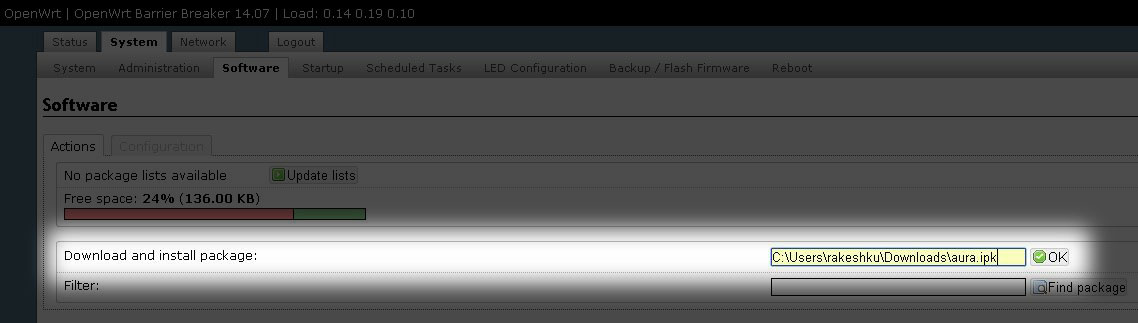 OpenWrt | OpenWrt Barrier Breaker 14.07 | Load: 0.14 0.19 0.10
Status System Network Logout
System Administration Software Startup Scheduled Tasks LED Configuration Backup / Flash Firmware Reboot
Software
Actions Configuration
No package lists available Update lists
Free space: 24% (136.00 KB)
Download and install package: C:\Users\rakeshku\Downloads\aura.ipk OK
Filter: Find package